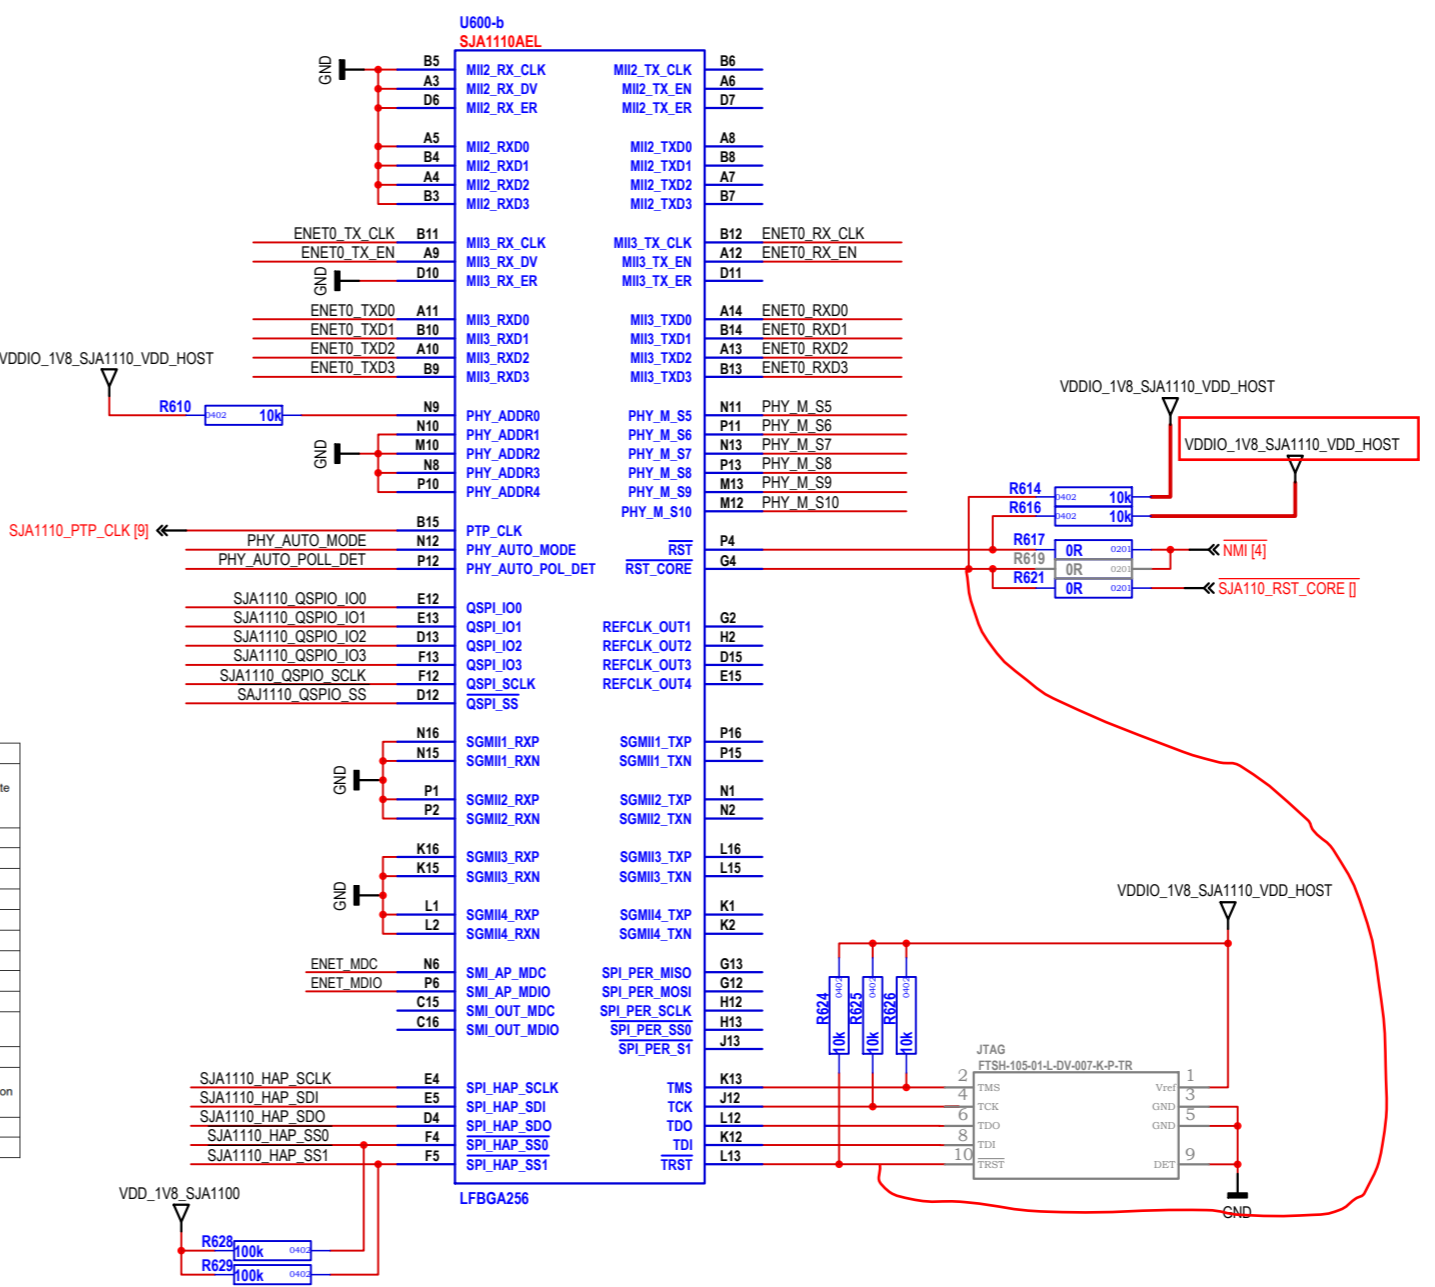 U600-b
SJA1110AEL
GND
B5 MII2_RX_CLK MII2_TX_CLK B6
A3 MII2_RX_DV MII2_TX_EN A6
D6 MII2_RX_ER MII2_TX_ER D7
A5 MII2_RXD0 MII2_TXD0 A8
B4 MII2_RXD1 MII2_TXD1 B8
A4 MII2_RXD2 MII2_TXD2 A7
B3 MII2_RXD3 MII2_TXD3 B7
ENET0_TX_CLK B11 MII3_RX_CLK MII3_TX_CLK B12 ENET0_RX_CLK
ENET0_TX_EN A9 MII3_RX_DV MII3_TX_EN A12 ENET0_RX_EN
GND D10 MII3_RX_ER MII3_TX_ER D11
ENET0_TXD0 A11 MII3_RXD0 MII3_TXD0 A14 ENET0_RXD0
ENET0_TXD1 B10 MII3_RXD1 MII3_TXD1 B14 ENET0_RXD1
ENET0_TXD2 A10 MII3_RXD2 MII3_TXD2 A13 ENET0_RXD2
ENET0_TXD3 B9 MII3_RXD3 MII3_TXD3 B13 ENET0_RXD3
VDDIO_1V8_SJA1110_VDD_HOST
R610 0402 10k N9 PHY_ADDR0 PHY_M_S5 N11 PHY_M_S5
N10 PHY_ADDR1 PHY_M_S6 P11 PHY_M_S6
GND M10 PHY_ADDR2 PHY_M_S7 N13 PHY_M_S7
N8 PHY_ADDR3 PHY_M_S8 P13 PHY_M_S8
P10 PHY_ADDR4 PHY_M_S9 M13 PHY_M_S9
PHY_M_S10 M12 PHY_M_S10
VDDIO_1V8_SJA1110_VDD_HOST
VDDIO_1V8_SJA1110_VDD_HOST
R614 0402 10k
R616 0402 10k
SJA1110_PTP_CLK [9] B15 PTP_CLK
PHY_AUTO_MODE N12 PHY_AUTO_MODE RST P4 R617 0R 0201 NMI [4]
PHY_AUTO_POLL_DET P12 PHY_AUTO_POL_DET RST_CORE G4 R619 0R 0201
R621 0R 0201 SJA110_RST_CORE []
SJA1110_QSPIO_IO0 E12 QSPI_IO0
SJA1110_QSPIO_IO1 E13 QSPI_IO1 REFCLK_OUT1 G2
SJA1110_QSPIO_IO2 D13 QSPI_IO2 REFCLK_OUT2 H2
SJA1110_QSPIO_IO3 F13 QSPI_IO3 REFCLK_OUT3 D15
SJA1110_QSPIO_SCLK F12 QSPI_SCLK REFCLK_OUT4 E15
SAJ1110_QSPIO_SS D12 QSPI_SS
N16 SGMII1_RXP SGMII1_TXP P16
N15 SGMII1_RXN SGMII1_TXN P15
GND
P1 SGMII2_RXP SGMII2_TXP N1
P2 SGMII2_RXN SGMII2_TXN N2
te
K16 SGMII3_RXP SGMII3_TXP L16
K15 SGMII3_RXN SGMII3_TXN L15
GND
L1 SGMII4_RXP SGMII4_TXP K1
L2 SGMII4_RXN SGMII4_TXN K2
VDDIO_1V8_SJA1110_VDD_HOST
ENET_MDC N6 SMI_AP_MDC SPI_PER_MISO G13
ENET_MDIO P6 SMI_AP_MDIO SPI_PER_MOSI G12
C15 SMI_OUT_MDC SPI_PER_SCLK H12
C16 SMI_OUT_MDIO SPI_PER_SS0 H13
SPI_PER_S1 J13
R624 0402 10k
R625 0402 10k
R626 0402 10k
JTAG
FTSH-105-01-L-DV-007-K-P-TR
on
SJA1110_HAP_SCLK E4 SPI_HAP_SCLK TMS K13 2 TMS Vref 1
SJA1110_HAP_SDI E5 SPI_HAP_SDI TCK J12 4 TCK GND 3
SJA1110_HAP_SDO D4 SPI_HAP_SDO TDO L12 6 TDO GND 5
SJA1110_HAP_SS0 F4 SPI_HAP_SS0 TDI K12 8 TDI
SJA1110_HAP_SS1 F5 SPI_HAP_SS1 TRST L13 10 TRST DET 9
LFBGA256
GND
VDD_1V8_SJA1100
R628 100k 0402
R629 100k 0402